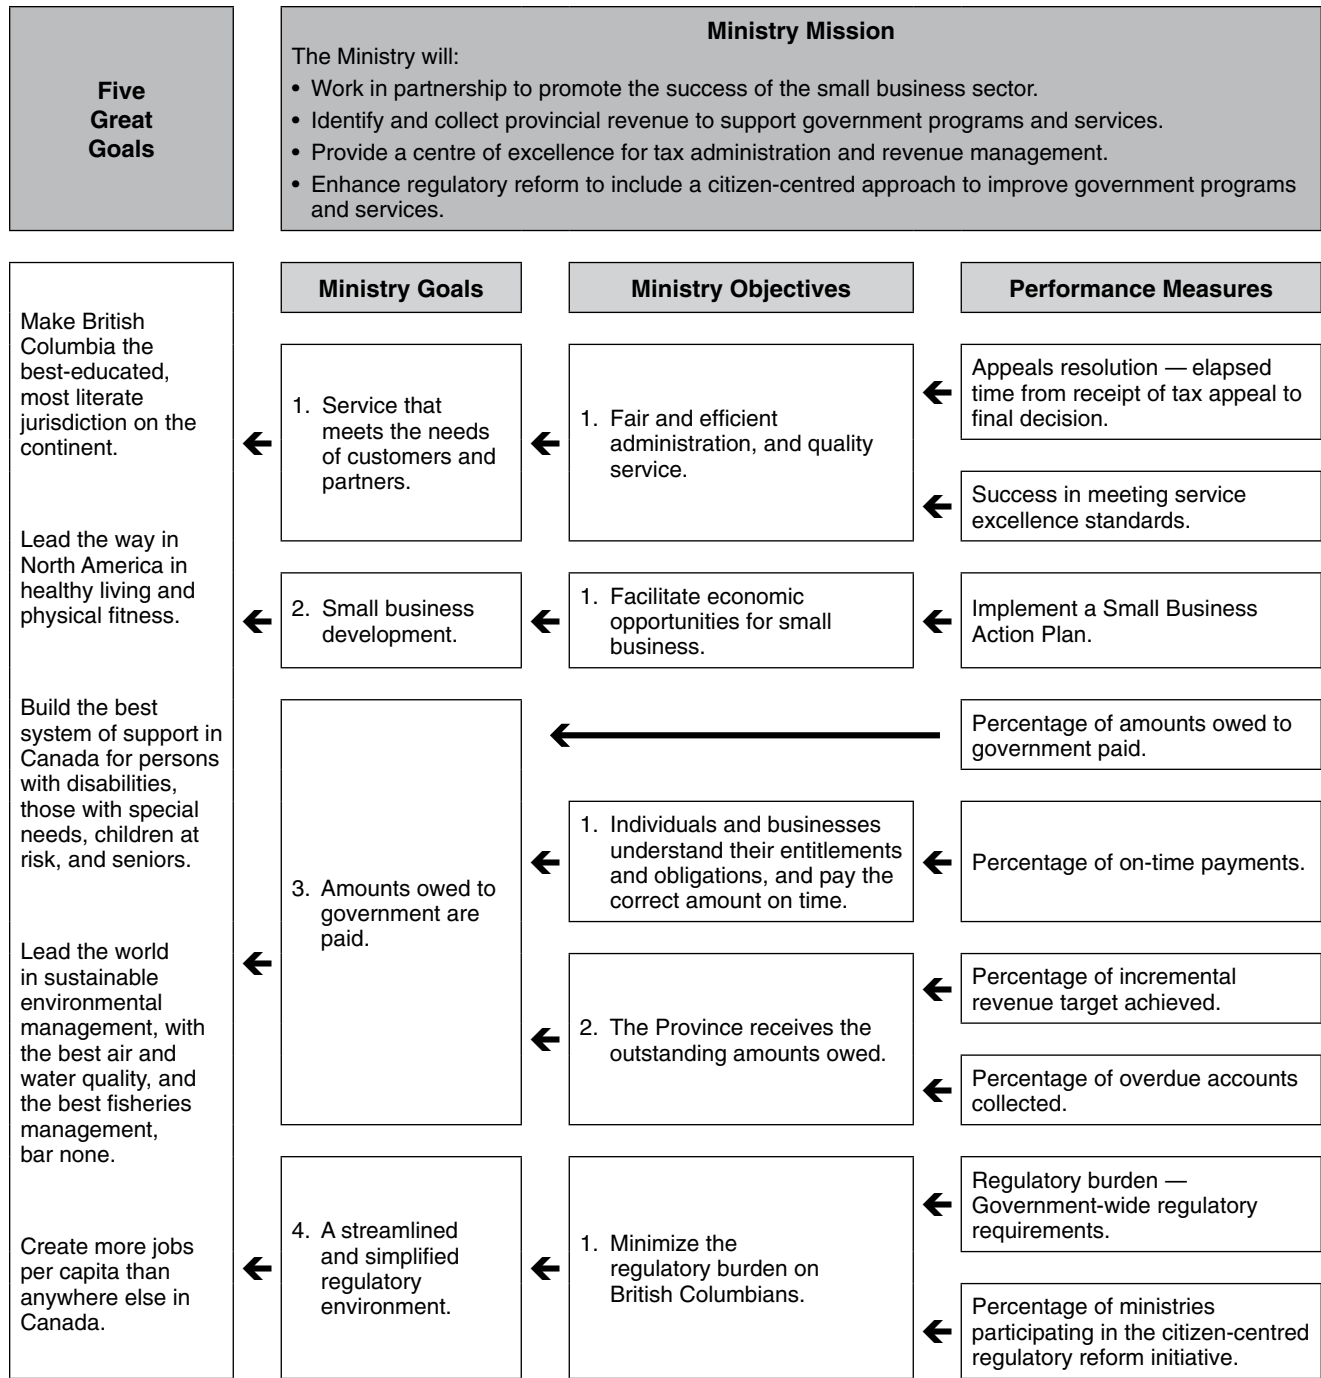 Five
Great
Goals
Ministry Mission
The Ministry will:
• Work in partnership to promote the success of the small business sector.
• Identify and collect provincial revenue to support government programs and services.
• Provide a centre of excellence for tax administration and revenue management.
• Enhance regulatory reform to include a citizen-centred approach to improve government programs
and services.
Make British
Columbia the
best-educated,
most literate
jurisdiction on the
continent.
Lead the way in
North America in
healthy living and
physical fitness.
Build the best
system of support in
Canada for persons
with disabilities,
those with special
needs, children at
risk, and seniors.
Lead the world
in sustainable
environmental
management, with
the best air and
water quality, and
the best fisheries
management,
bar none.
Create more jobs
per capita than
anywhere else in
Canada.
Ministry Goals
Ministry Objectives
Performance Measures
1. Service that
meets the needs
of customers and
partners.
1. Fair and efficient
administration, and quality
service.
Appeals resolution — elapsed
time from receipt of tax appeal to
final decision.
Success in meeting service
excellence standards.
2. Small business
development.
1. Facilitate economic
opportunities for small
business.
Implement a Small Business
Action Plan.
3. Amounts owed to
government are
paid.
Percentage of amounts owed to
government paid.
1. Individuals and businesses
understand their entitlements
and obligations, and pay the
correct amount on time.
Percentage of on-time payments.
2. The Province receives the
outstanding amounts owed.
Percentage of incremental
revenue target achieved.
Percentage of overdue accounts
collected.
4. A streamlined
and simplified
regulatory
environment.
1. Minimize the
regulatory burden on
British Columbians.
Regulatory burden —
Government-wide regulatory
requirements.
Percentage of ministries
participating in the citizen-centred
regulatory reform initiative.